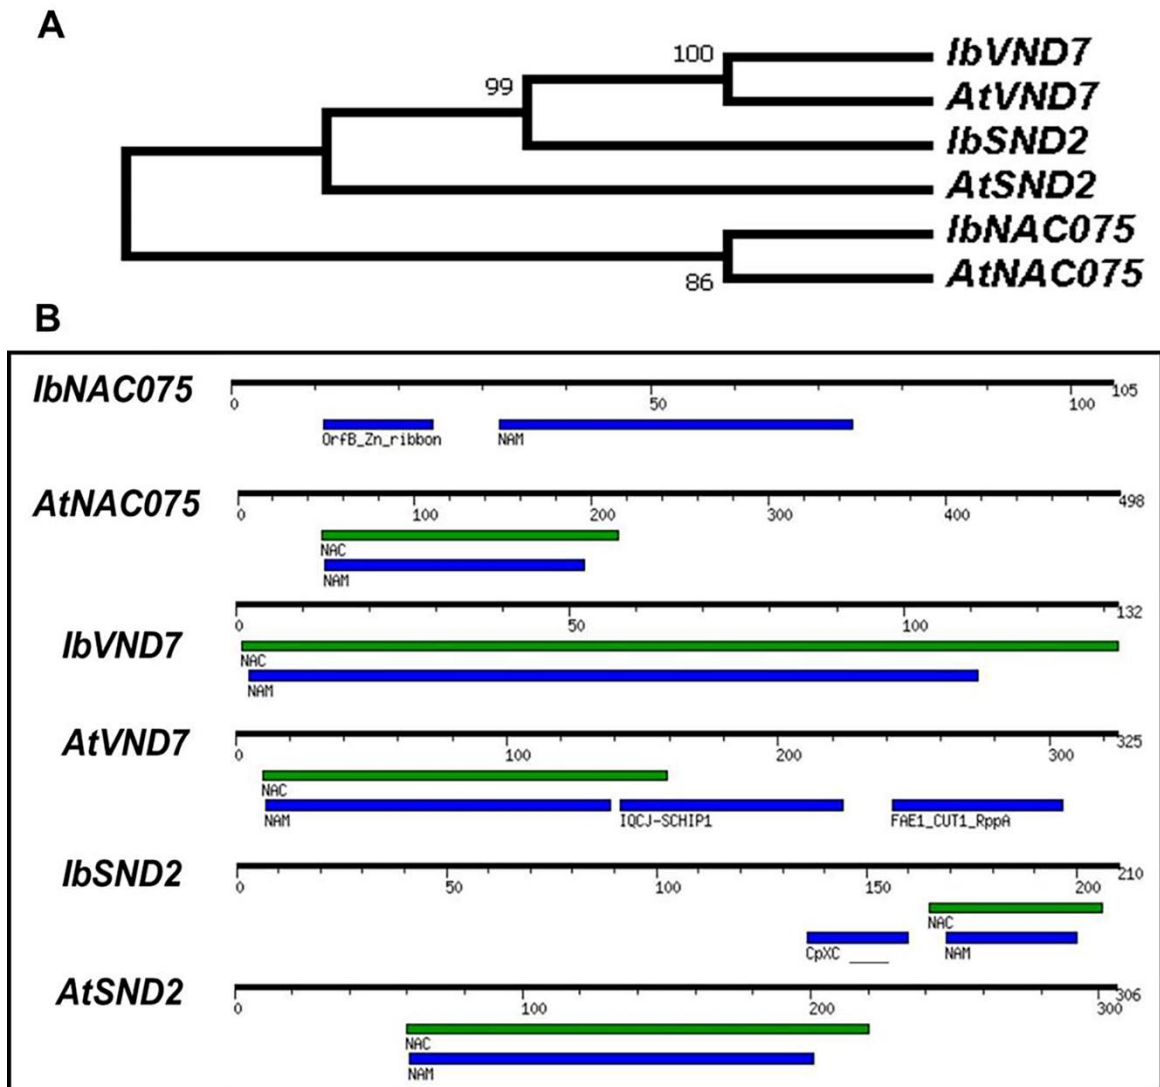 A
100
IbVND7
99
AtVND7
IbSND2
AtSND2
IbNAC075
86
AtNAC075
B
IbNAC075
0 50 100 105
OrfB_Zn_ribbon NAM
AtNAC075
0 100 200 300 400 498
NAC
NAM
IbVND7
0 50 100 132
NAC
NAM
AtVND7
0 100 200 300 325
NAC
NAM IQCJ-SCHIP1 FAE1_CUT1_RppA
IbSND2
0 50 100 150 200 210
NAC
CpXC NAM
AtSND2
0 100 200 300 306
NAC
NAM